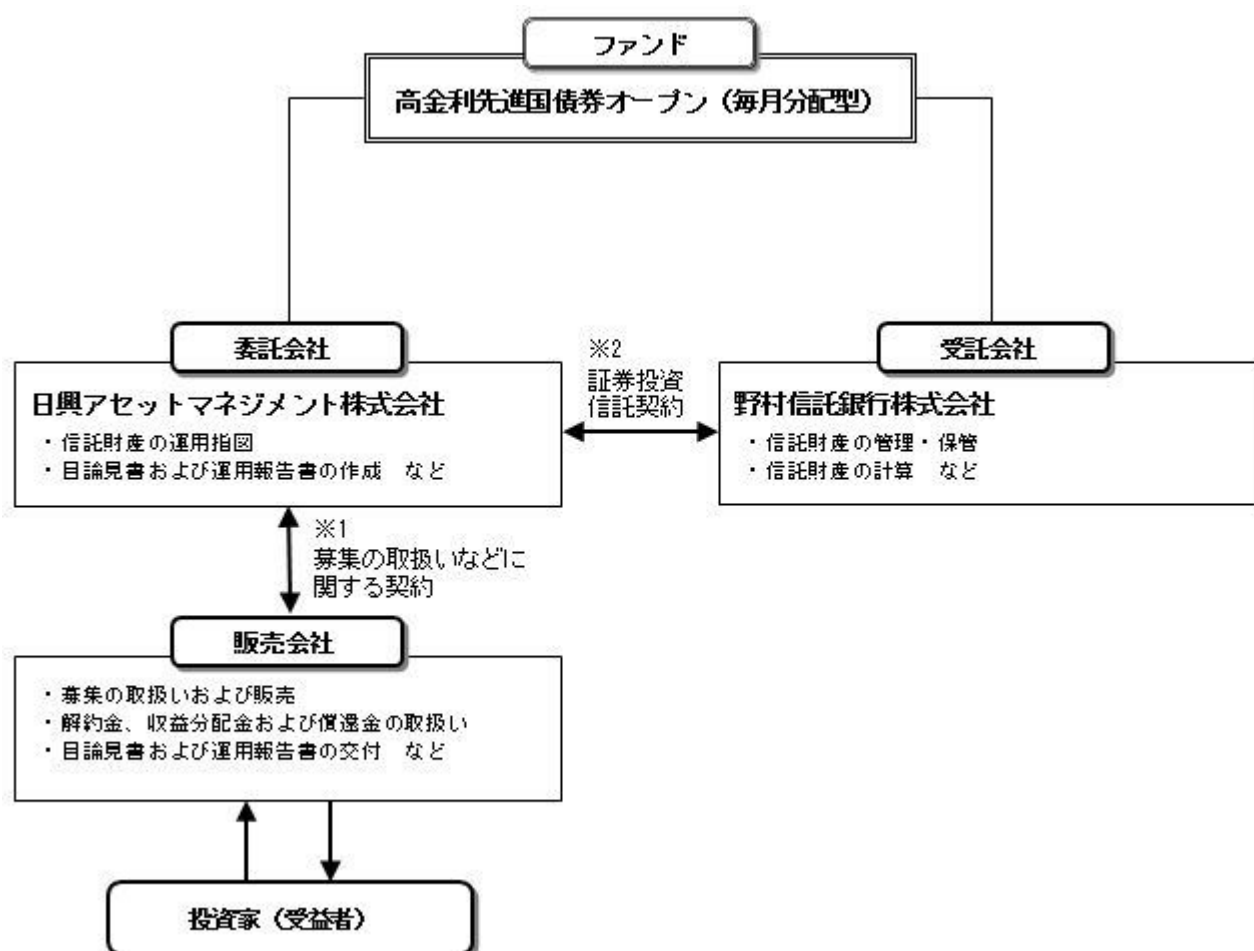 ファンド
高金利先進国債券オープン（毎月分配型）
委託会社
日興アセットマネジメント株式会社
・信託財産の運用指図
・目論見書および運用報告書の作成　など
※2
証券投資
信託契約
受託会社
野村信託銀行株式会社
・信託財産の管理・保管
・信託財産の計算　など
※1
募集の取扱いなどに
関する契約
販売会社
・募集の取扱いおよび販売
・解約金、収益分配金および償還金の取扱い
・目論見書および運用報告書の交付　など
投資家（受益者）